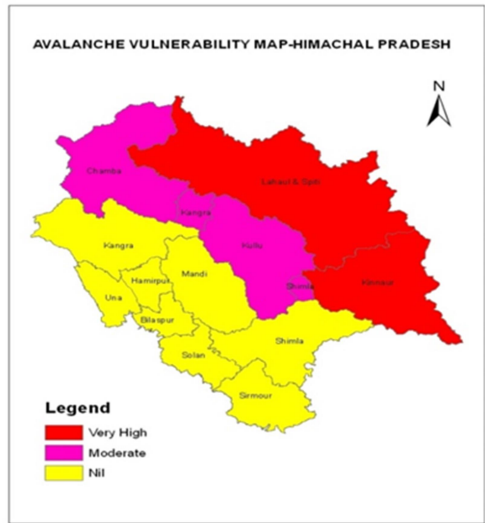 AVALANCHE VULNERABILITY MAP-HIMACHAL PRADESH
N
Chamba
Lahaul & Spiti
Kangra
Kangra
Kullu
Mandi
Hamirpur
Una
Shimla
Kinnaur
Bilaspur
Solan
Shimla
Sirmour
Legend
Very High
Moderate
Nil